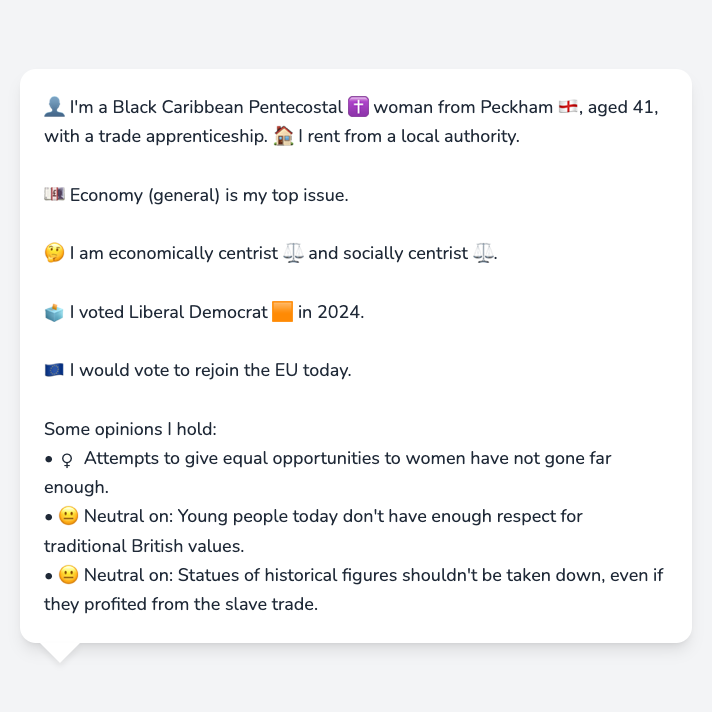 👤 I'm a Black Caribbean Pentecostal ✝️ woman from Peckham 🏴󠁧󠁢󠁥󠁮󠁧󠁿, aged 41,
with a trade apprenticeship. 🏠 I rent from a local authority.
💷 Economy (general) is my top issue.
🤔 I am economically centrist ⚖️ and socially centrist ⚖️.
🗳️ I voted Liberal Democrat 🟧 in 2024.
🇪🇺 I would vote to rejoin the EU today.
Some opinions I hold:
• ♀ Attempts to give equal opportunities to women have not gone far
enough.
• 😐 Neutral on: Young people today don't have enough respect for
traditional British values.
• 😐 Neutral on: Statues of historical figures shouldn't be taken down, even if
they profited from the slave trade.